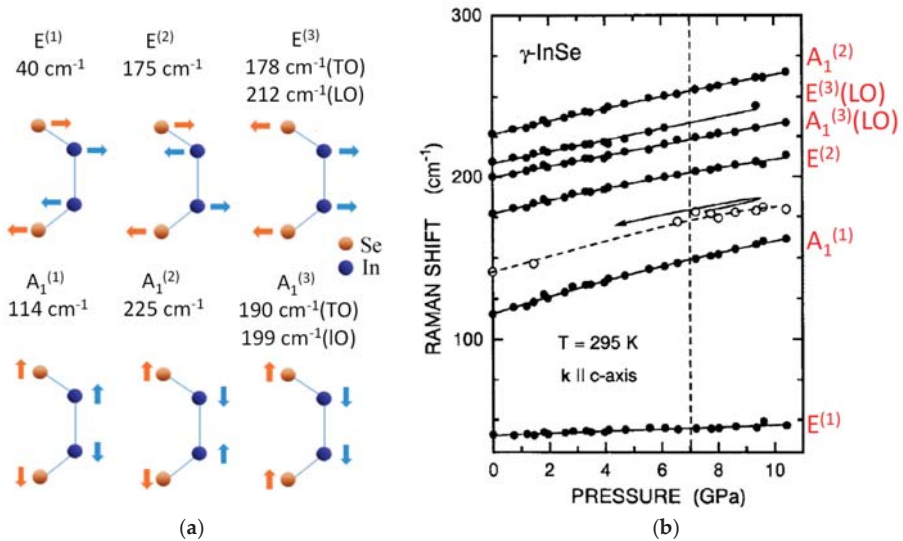 E(1)
40 cm-1
E(2)
175 cm-1
E(3)
178 cm-1(TO)
212 cm-1(LO)
Se
In
A1(1)
114 cm-1
A1(2)
225 cm-1
A1(3)
190 cm-1(TO)
199 cm-1(lO)
(a)
300
250
200
150
100
RAMAN SHIFT (cm-1)
γ-InSe
T = 295 K
k || c-axis
A1(2)
E(3)(LO)
A1(3)(LO)
E(2)
A1(1)
E(1)
0 2 4 6 8 10
PRESSURE (GPa)
(b)